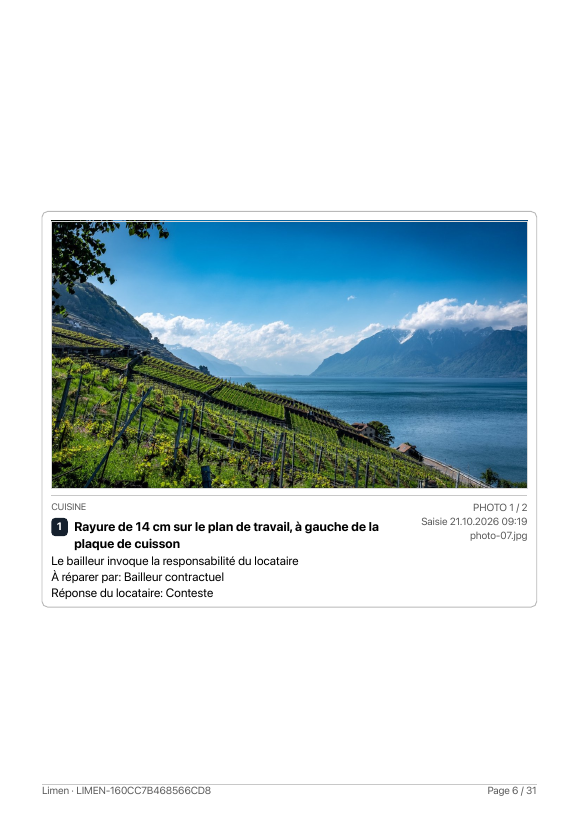 CUISINE
1 Rayure de 14 cm sur le plan de travail, à gauche de la
plaque de cuisson
Le bailleur invoque la responsabilité du locataire
À réparer par: Bailleur contractuel
Réponse du locataire: Conteste
PHOTO 1 / 2
Saisie 21.10.2026 09:19
photo-07.jpg
Limen · LIMEN-160CC7B468566CD8
Page 6 / 31